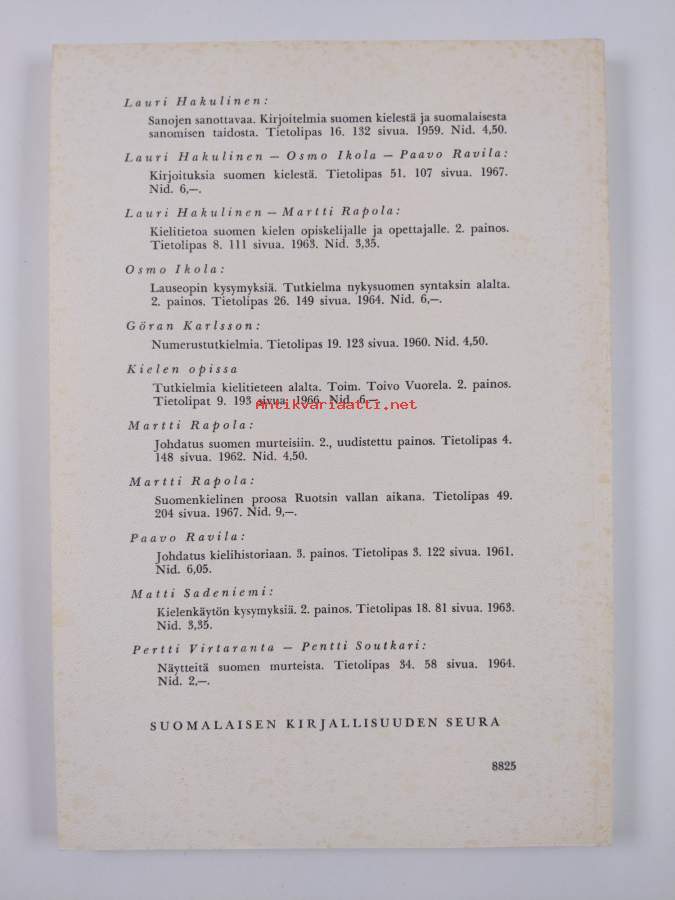 Lauri Hakulinen:
Sanojen sanottavaa. Kirjoitelmia suomen kielestä ja suomalaisesta
sanomisen taidosta. Tietolipas 16. 132 sivua. 1959. Nid. 4,50.
Lauri Hakulinen — Osmo Ikola — Paavo Ravila:
Kirjoituksia suomen kielestä. Tietolipas 51. 107 sivua. 1967.
Nid. 6,—.
Lauri Hakulinen — Martti Rapola:
Kielitietoa suomen kielen opiskelijalle ja opettajalle. 2. painos.
Tietolipas 8. 111 sivua. 1963. Nid. 3,35.
Osmo Ikola:
Lauseopin kysymyksiä. Tutkielma nykysuomen syntaksin alalta.
2. painos. Tietolipas 26. 149 sivua. 1964. Nid. 6,—.
Göran Karlsson:
Numerustutkielmia. Tietolipas 19. 123 sivua. 1960. Nid. 4,50.
Kielen opissa
Tutkielmia kielitieteen alalta. Toim. Toivo Vuorela. 2. painos.
Tietolipat 9. 193 sivua. 1966. Nid. 6,—.
Antikvariaatti.net
Martti Rapola:
Johdatus suomen murteisiin. 2., uudistettu painos. Tietolipas 4.
148 sivua. 1962. Nid. 4,50.
Martti Rapola:
Suomenkielinen proosa Ruotsin vallan aikana. Tietolipas 49.
204 sivua. 1967. Nid. 9,—.
Paavo Ravila:
Johdatus kielihistoriaan. 3. painos. Tietolipas 3. 122 sivua. 1961.
Nid. 6,05.
Matti Sadeniemi:
Kielenkäytön kysymyksiä. 2. painos. Tietolipas 18. 81 sivua. 1963.
Nid. 3,35.
Pertti Virtaranta — Pentti Soutkari:
Näytteitä suomen murteista. Tietolipas 34. 58 sivua. 1964.
Nid. 2,—.
SUOMALAISEN KIRJALLISUUDEN SEURA
8825